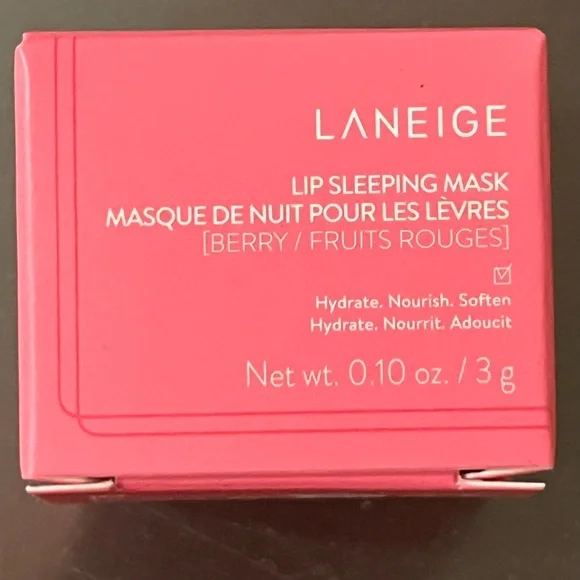 LANEIGE
LIP SLEEPING MASK
MASQUE DE NUIT POUR LES LÈVRES
[BERRY / FRUITS ROUGES]
Hydrate. Nourish. Soften
Hydrate. Nourrit. Adoucit
Net wt. 0.10 oz. / 3 g